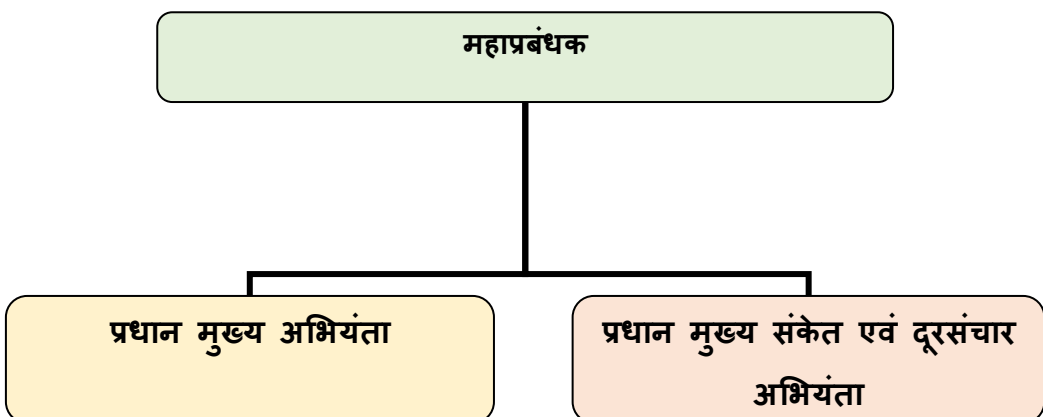 महाप्रबंधक
प्रधान मुख्य अभियंता
प्रधान मुख्य संकेत एवं दूरसंचार
अभियंता